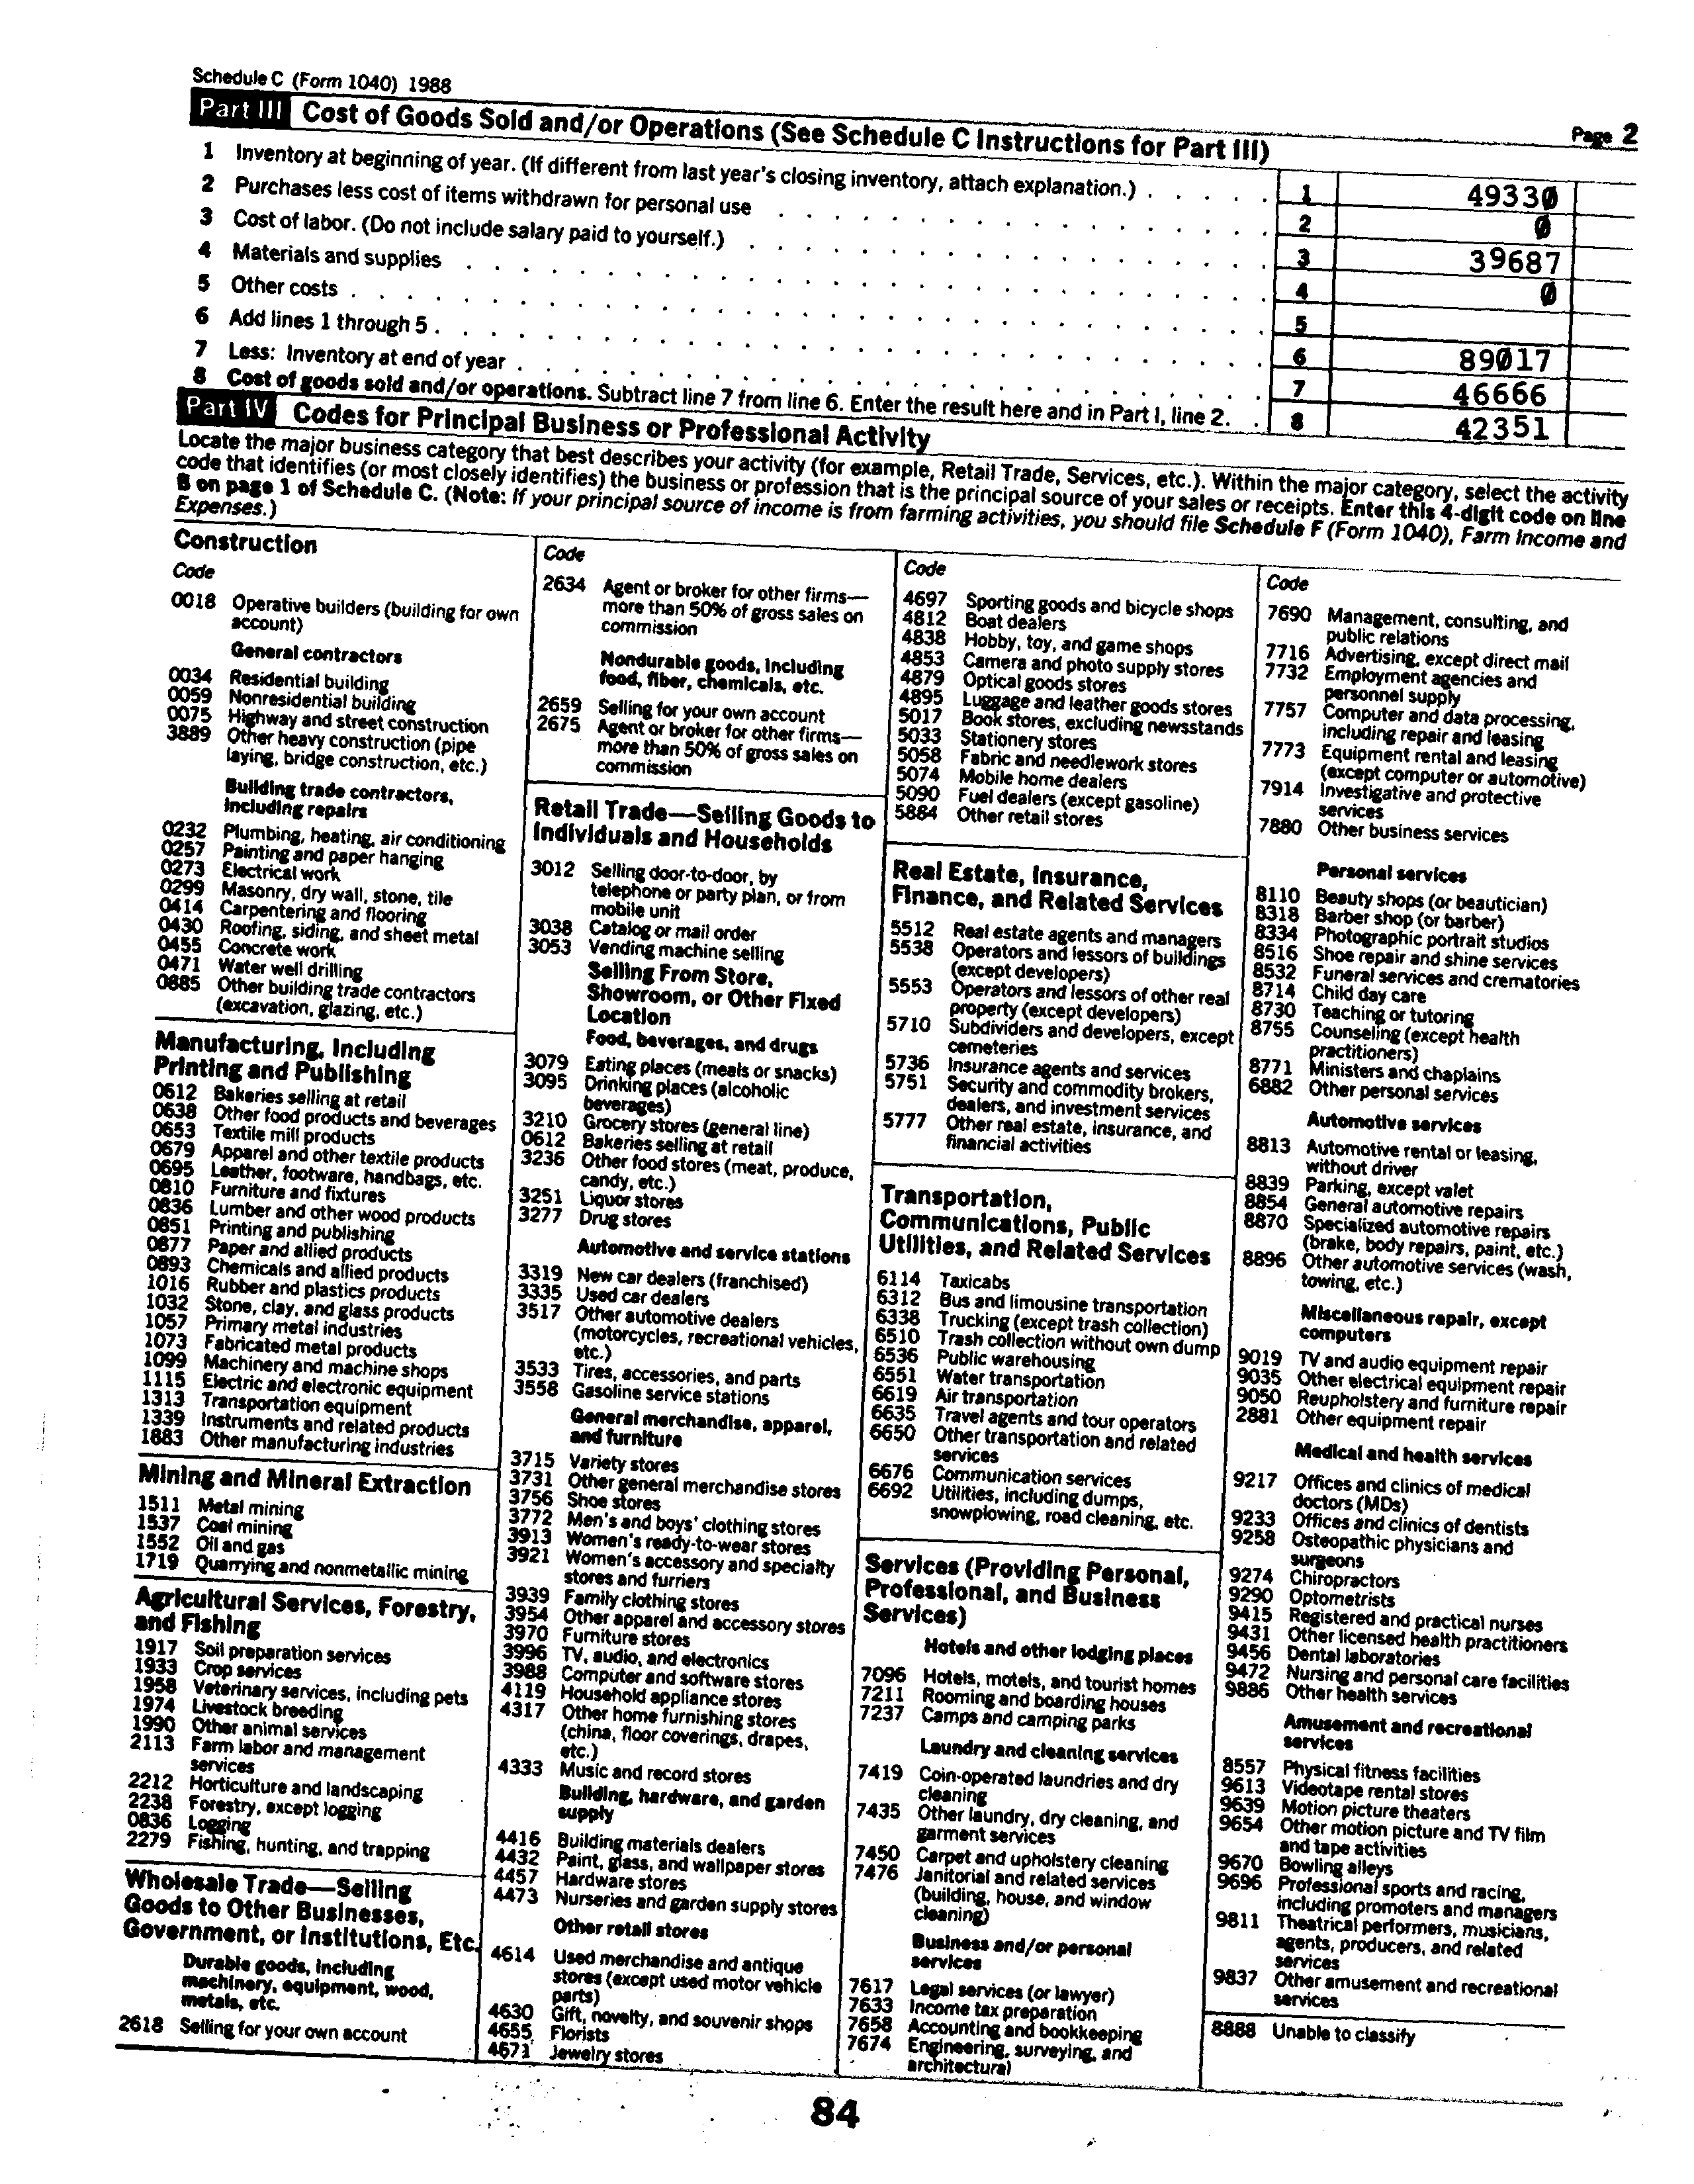 Schedule C (Form 1040) 1988
Page 2
Part III Cost of Goods Sold and/or Operations (See Schedule C Instructions for Part III)
1 Inventory at beginning of year. (If different from last year's closing inventory, attach explanation.) . . . . . 1 49330
2 Purchases less cost of items withdrawn for personal use 2 0
3 Cost of labor. (Do not include salary paid to yourself.) 3 39687
4 Materials and supplies 4 0
5 Other costs 5
6 Add lines 1 through 5 6 89017
7 Less: Inventory at end of year 7 46666
8 Cost of goods sold and/or operations. Subtract line 7 from line 6. Enter the result here and in Part I, line 2. 8 42351
Part IV Codes for Principal Business or Professional Activity
Locate the major business category that best describes your activity (for example, Retail Trade, Services, etc.). Within the major category, select the activity
code that identifies (or most closely identifies) the business or profession that is the principal source of your sales or receipts. Enter this 4-digit code on line
B on page 1 of Schedule C. (Note: If your principal source of income is from farming activities, you should file Schedule F (Form 1040), Farm Income and
Expenses.)
Construction
Code
0018 Operative builders (building for own
account)
General contractors
0034 Residential building
0059 Nonresidential building
0075 Highway and street construction
3889 Other heavy construction (pipe
laying, bridge construction, etc.)
Building trade contractors,
including repairs
0232 Plumbing, heating, air conditioning
0257 Painting and paper hanging
0273 Electrical work
0299 Masonry, dry wall, stone, tile
0414 Carpentering and flooring
0430 Roofing, siding, and sheet metal
0455 Concrete work
0471 Water well drilling
0885 Other building trade contractors
(excavation, glazing, etc.)
Manufacturing, Including
Printing and Publishing
0612 Bakeries selling at retail
0638 Other food products and beverages
0653 Textile mill products
0679 Apparel and other textile products
0695 Leather, footware, handbags, etc.
0810 Furniture and fixtures
0836 Lumber and other wood products
0851 Printing and publishing
0877 Paper and allied products
0893 Chemicals and allied products
1016 Rubber and plastics products
1032 Stone, clay, and glass products
1057 Primary metal industries
1073 Fabricated metal products
1099 Machinery and machine shops
1115 Electric and electronic equipment
1313 Transportation equipment
1339 Instruments and related products
1883 Other manufacturing industries
Mining and Mineral Extraction
1511 Metal mining
1537 Coal mining
1552 Oil and gas
1719 Quarrying and nonmetallic mining
Agricultural Services, Forestry,
and Fishing
1917 Soil preparation services
1933 Crop services
1958 Veterinary services, including pets
1974 Livestock breeding
1990 Other animal services
2113 Farm labor and management
services
2212 Horticulture and landscaping
2238 Forestry, except logging
0836 Logging
2279 Fishing, hunting, and trapping
Wholesale Trade—Selling
Goods to Other Businesses,
Government, or Institutions, Etc.
Durable goods, including
machinery, equipment, wood,
metals, etc.
2618 Selling for your own account
Code
2634 Agent or broker for other firms—
more than 50% of gross sales on
commission
Nondurable goods, including
food, fiber, chemicals, etc.
2659 Selling for your own account
2675 Agent or broker for other firms—
more than 50% of gross sales on
commission
Retail Trade—Selling Goods to
Individuals and Households
3012 Selling door-to-door, by
telephone or party plan, or from
mobile unit
3038 Catalog or mail order
3053 Vending machine selling
Selling From Store,
Showroom, or Other Fixed
Location
Food, beverages, and drugs
3079 Eating places (meals or snacks)
3095 Drinking places (alcoholic
beverages)
3210 Grocery stores (general line)
0612 Bakeries selling at retail
3236 Other food stores (meat, produce,
candy, etc.)
3251 Liquor stores
3277 Drug stores
Automotive and service stations
3319 New car dealers (franchised)
3335 Used car dealers
3517 Other automotive dealers
(motorcycles, recreational vehicles,
etc.)
3533 Tires, accessories, and parts
3558 Gasoline service stations
General merchandise, apparel,
and furniture
3715 Variety stores
3731 Other general merchandise stores
3756 Shoe stores
3772 Men's and boys' clothing stores
3913 Women's ready-to-wear stores
3921 Women's accessory and specialty
stores and furriers
3939 Family clothing stores
3954 Other apparel and accessory stores
3970 Furniture stores
3996 TV, audio, and electronics
3988 Computer and software stores
4119 Household appliance stores
4317 Other home furnishing stores
(china, floor coverings, drapes,
etc.)
4333 Music and record stores
Building, hardware, and garden
supply
4416 Building materials dealers
4432 Paint, glass, and wallpaper stores
4457 Hardware stores
4473 Nurseries and garden supply stores
Other retail stores
4614 Used merchandise and antique
stores (except used motor vehicle
parts)
4630 Gift, novelty, and souvenir shops
4655 Florists
4671 Jewelry stores
Code
4697 Sporting goods and bicycle shops
4812 Boat dealers
4838 Hobby, toy, and game shops
4853 Camera and photo supply stores
4879 Optical goods stores
4895 Luggage and leather goods stores
5017 Book stores, excluding newsstands
5033 Stationery stores
5058 Fabric and needlework stores
5074 Mobile home dealers
5090 Fuel dealers (except gasoline)
5884 Other retail stores
Real Estate, Insurance,
Finance, and Related Services
5512 Real estate agents and managers
5538 Operators and lessors of buildings
(except developers)
5553 Operators and lessors of other real
property (except developers)
5710 Subdividers and developers, except
cemeteries
5736 Insurance agents and services
5751 Security and commodity brokers,
dealers, and investment services
5777 Other real estate, insurance, and
financial activities
Transportation,
Communications, Public
Utilities, and Related Services
6114 Taxicabs
6312 Bus and limousine transportation
6338 Trucking (except trash collection)
6510 Trash collection without own dump
6536 Public warehousing
6551 Water transportation
6619 Air transportation
6635 Travel agents and tour operators
6650 Other transportation and related
services
6676 Communication services
6692 Utilities, including dumps,
snowplowing, road cleaning, etc.
Services (Providing Personal,
Professional, and Business
Services)
Hotels and other lodging places
7096 Hotels, motels, and tourist homes
7211 Rooming and boarding houses
7237 Camps and camping parks
Laundry and cleaning services
7419 Coin-operated laundries and dry
cleaning
7435 Other laundry, dry cleaning, and
garment services
7450 Carpet and upholstery cleaning
7476 Janitorial and related services
(building, house, and window
cleaning)
Business and/or personal
services
7617 Legal services (or lawyer)
7633 Income tax preparation
7658 Accounting and bookkeeping
7674 Engineering, surveying, and
architectural
Code
7690 Management, consulting, and
public relations
7716 Advertising, except direct mail
7732 Employment agencies and
personnel supply
7757 Computer and data processing,
including repair and leasing
7773 Equipment rental and leasing
(except computer or automotive)
7914 Investigative and protective
services
7880 Other business services
Personal services
8110 Beauty shops (or beautician)
8318 Barber shop (or barber)
8334 Photographic portrait studios
8516 Shoe repair and shine services
8532 Funeral services and crematories
8714 Child day care
8730 Teaching or tutoring
8755 Counseling (except health
practitioners)
8771 Ministers and chaplains
6882 Other personal services
Automotive services
8813 Automotive rental or leasing,
without driver
8839 Parking, except valet
8854 General automotive repairs
8870 Specialized automotive repairs
(brake, body repairs, paint, etc.)
8896 Other automotive services (wash,
towing, etc.)
Miscellaneous repair, except
computers
9019 TV and audio equipment repair
9035 Other electrical equipment repair
9050 Reupholstery and furniture repair
2881 Other equipment repair
Medical and health services
9217 Offices and clinics of medical
doctors (MDs)
9233 Offices and clinics of dentists
9258 Osteopathic physicians and
surgeons
9274 Chiropractors
9290 Optometrists
9415 Registered and practical nurses
9431 Other licensed health practitioners
9456 Dental laboratories
9472 Nursing and personal care facilities
9886 Other health services
Amusement and recreational
services
8557 Physical fitness facilities
9613 Videotape rental stores
9639 Motion picture theaters
9654 Other motion picture and TV film
and tape activities
9670 Bowling alleys
9696 Professional sports and racing,
including promoters and managers
9811 Theatrical performers, musicians,
agents, producers, and related
services
9837 Other amusement and recreational
services
8888 Unable to classify
84